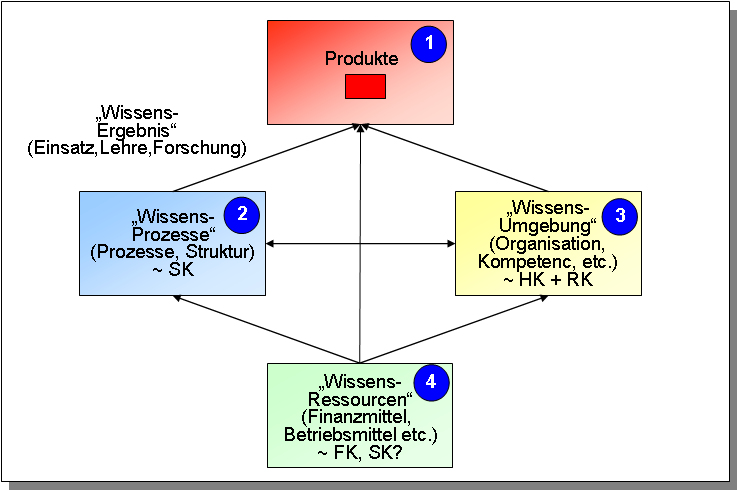 1
Produkte
„Wissens-
Ergebnis“
(Einsatz,Lehre,Forschung)
2
„Wissens-
Prozesse“
(Prozesse, Struktur)
~ SK
3
„Wissens-
Umgebung“
(Organisation,
Kompetenc, etc.)
~ HK + RK
4
„Wissens-
Ressourcen“
(Finanzmittel,
Betriebsmittel etc.)
~ FK, SK?